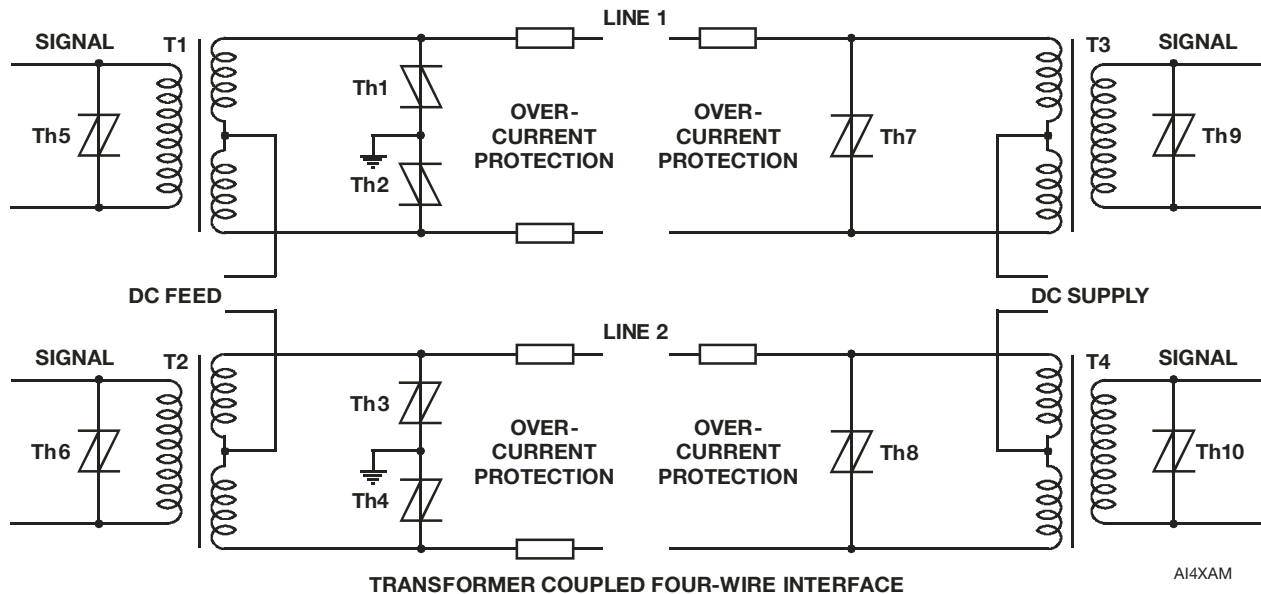 LINE 1
SIGNAL
T1
T3
SIGNAL
Th1
OVER-
CURRENT
PROTECTION
OVER-
CURRENT
PROTECTION
Th5
Th7
Th9
Th2
DC FEED
DC SUPPLY
LINE 2
SIGNAL
T2
T4
SIGNAL
Th3
OVER-
CURRENT
PROTECTION
OVER-
CURRENT
PROTECTION
Th6
Th8
Th10
Th4
AI4XAM
TRANSFORMER COUPLED FOUR-WIRE INTERFACE